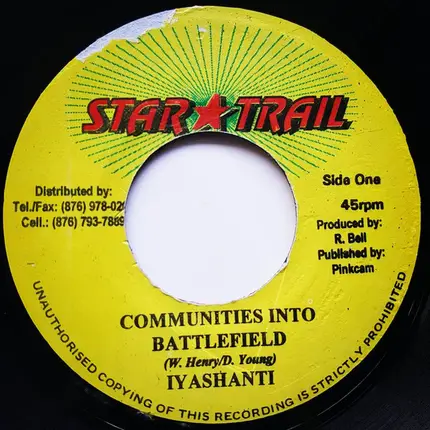 STAR★TRAIL
Distributed by:
Tel./Fax: (876) 978-02
Cell.: (876) 793-7889
Side One
45rpm
Produced by:
R. Bell
Published by:
Pinkcam
COMMUNITIES INTO
BATTLEFIELD
(W. Henry/D. Young)
IYASHANTI
UNAUTHORISED COPYING OF THIS RECORDING IS STRICTLY PROHIBITED